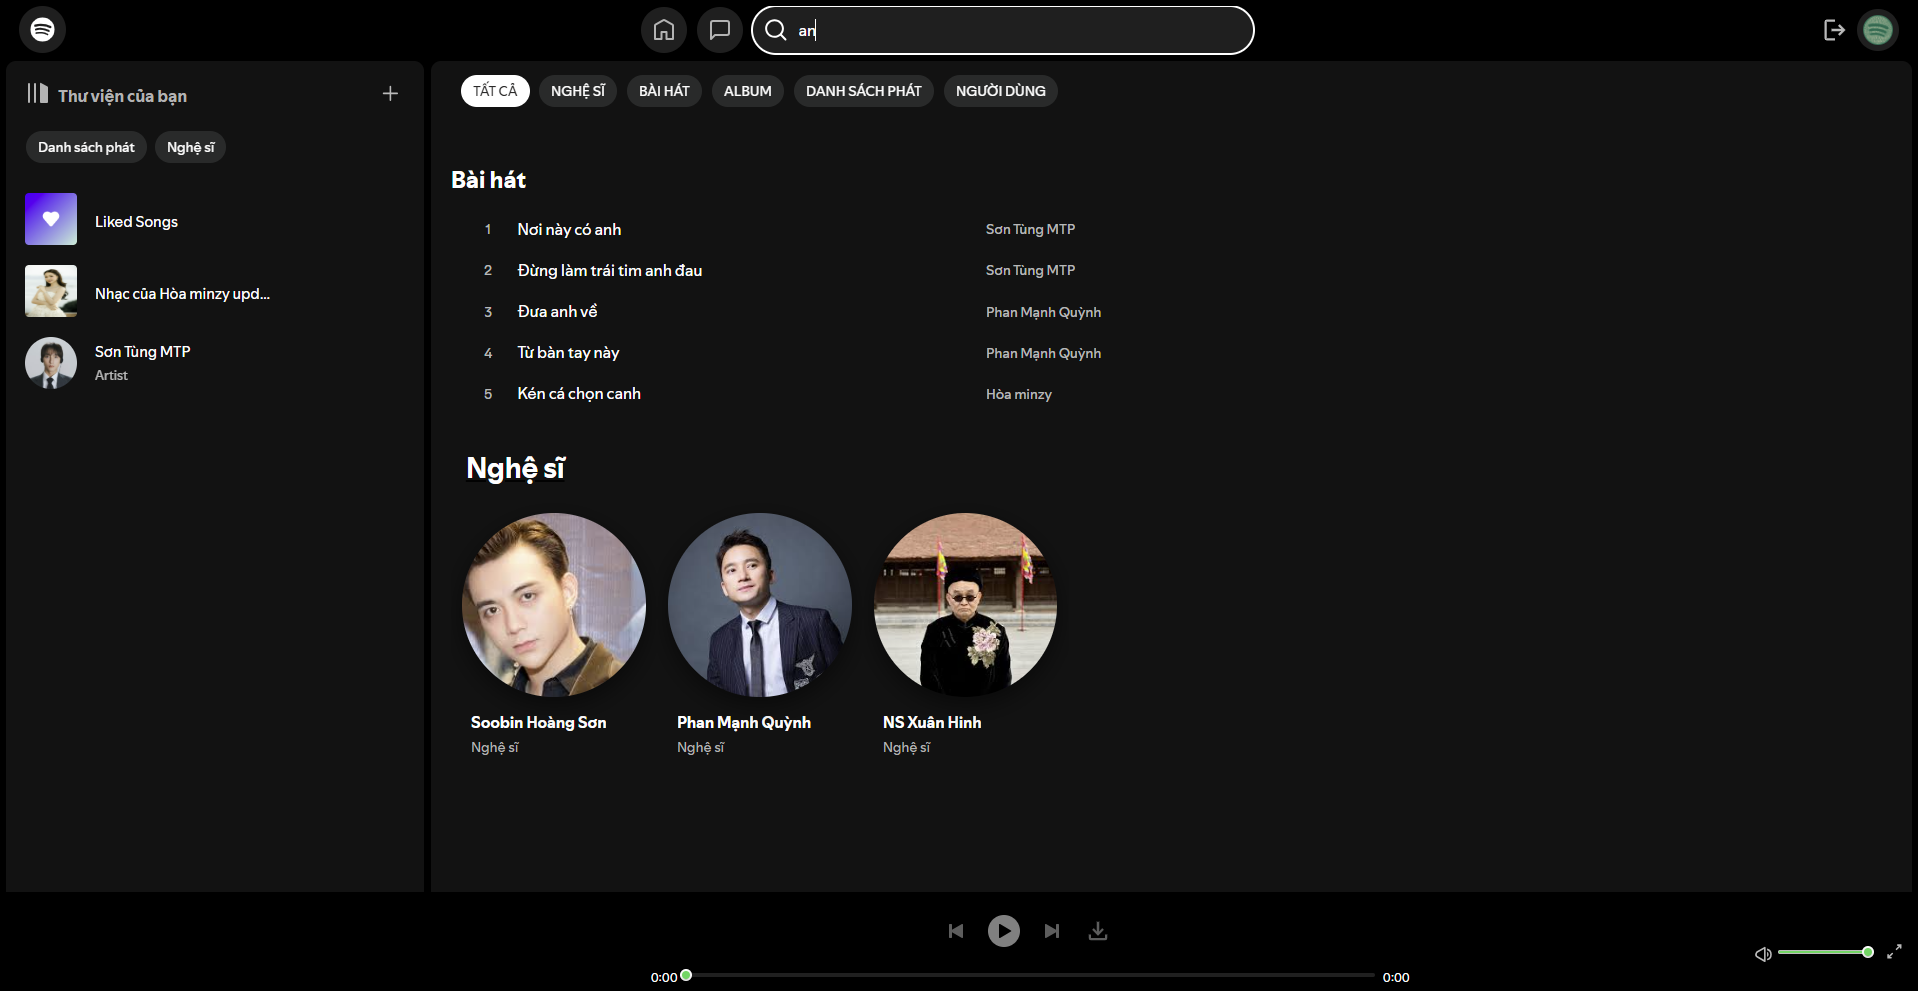 an
Thư viện của bạn
Danh sách phát
Nghệ sĩ
Liked Songs
Nhạc của Hòa minzy upd...
Sơn Tùng MTP
Artist
TẤT CẢ
NGHỆ SĨ
BÀI HÁT
ALBUM
DANH SÁCH PHÁT
NGƯỜI DÙNG
Bài hát
1 Nơi này có anh Sơn Tùng MTP
2 Đừng làm trái tim anh đau Sơn Tùng MTP
3 Đưa anh về Phan Mạnh Quỳnh
4 Từ bàn tay này Phan Mạnh Quỳnh
5 Kén cá chọn canh Hòa minzy
Nghệ sĩ
Soobin Hoàng Sơn
Nghệ sĩ
Phan Mạnh Quỳnh
Nghệ sĩ
NS Xuân Hinh
Nghệ sĩ
0:00
0:00